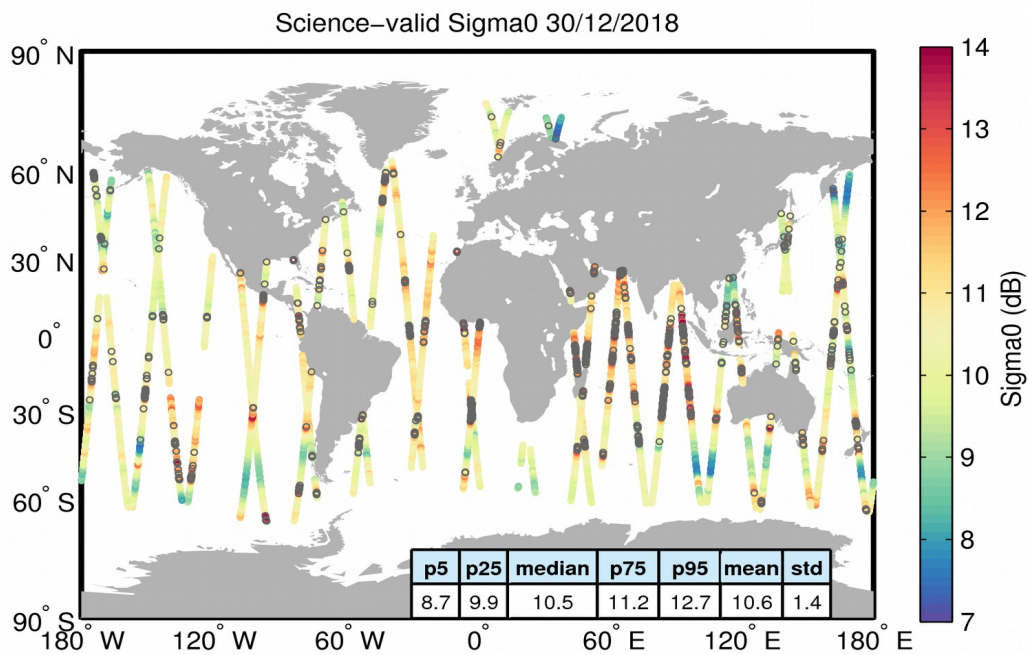 Science−valid Sigma0 30/12/2018
90° N
60° N
30° N
0°
30° S
60° S
90° S
180° W
120° W
60° W
0°
60° E
120° E
180° E
p5 p25 median p75 p95 mean std
8.7 9.9 10.5 11.2 12.7 10.6 1.4
14
13
12
11
10
9
8
7
Sigma0 (dB)